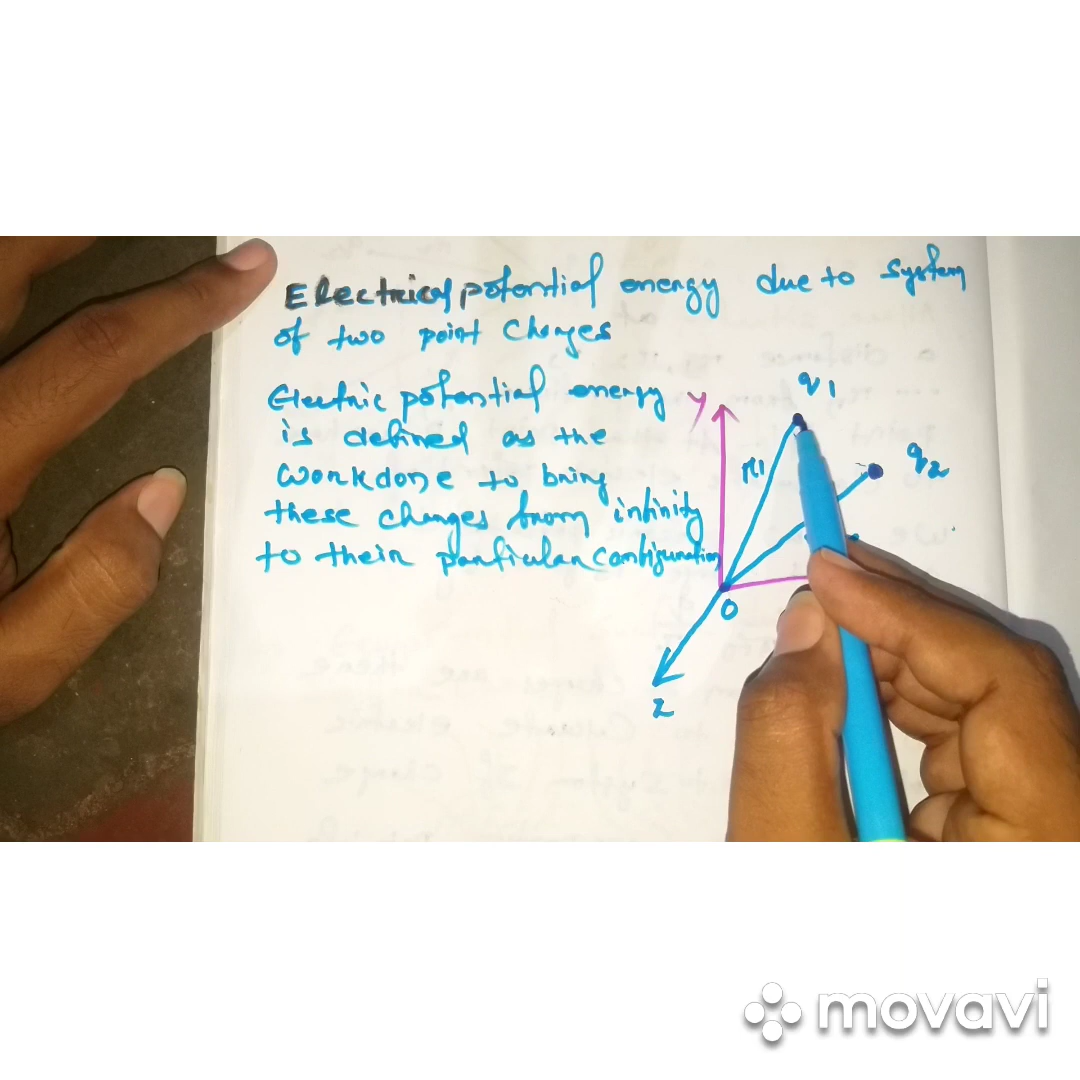 Electrical potential energy due to system
of two point charges
Electric potential energy
is defined as the
workdone to bring
these charges from infinity
to their particular configuration
y
q1
r1
q2
O
z
movavi